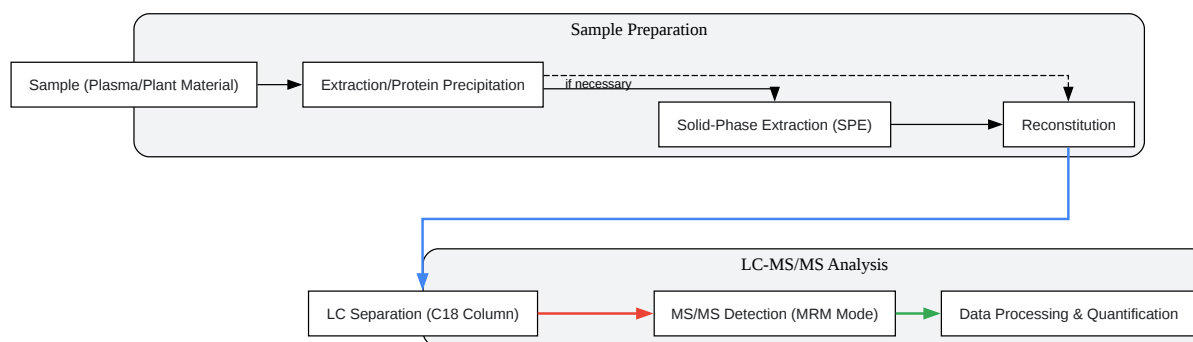 Sample Preparation
Sample (Plasma/Plant Material)
Extraction/Protein Precipitation
if necessary
Solid-Phase Extraction (SPE)
Reconstitution
LC-MS/MS Analysis
LC Separation (C18 Column)
MS/MS Detection (MRM Mode)
Data Processing & Quantification